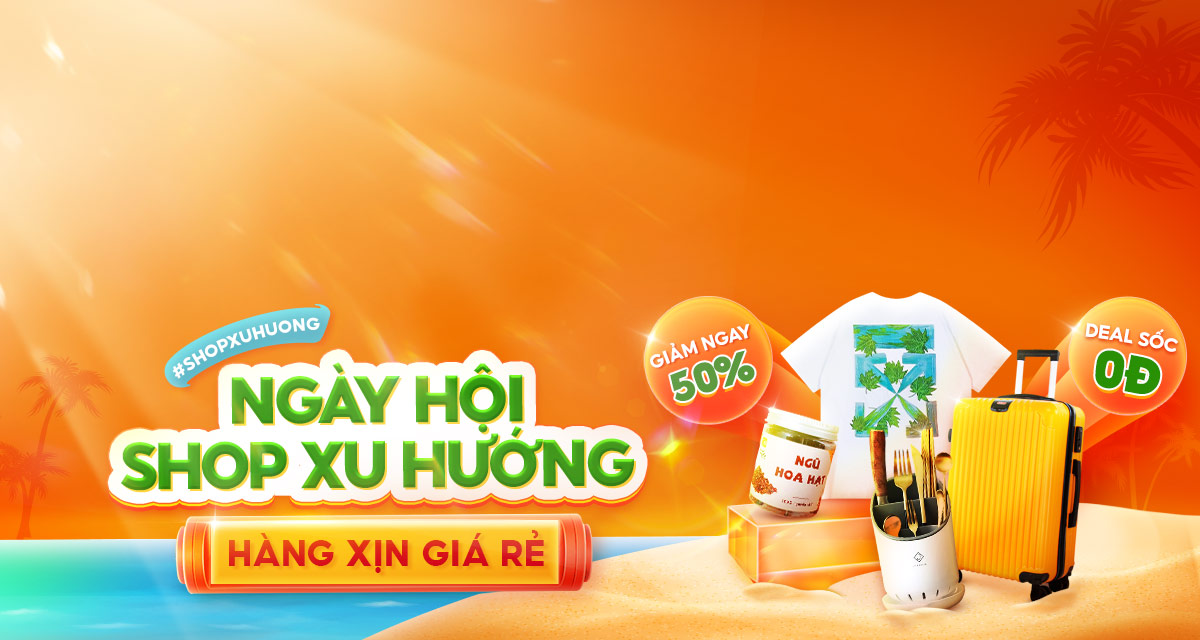 #SHOPXUHUONG
NGÀY HỘI
SHOP XU HƯỚNG
HÀNG XỊN GIÁ RẺ
GIẢM NGAY
50%
DEAL SỐC
0Đ
NGŨ
HOA HẠT